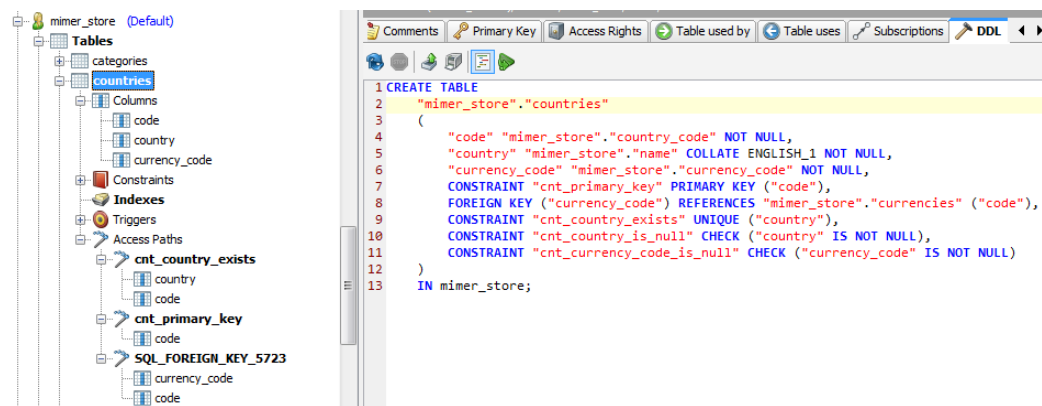 mimer_store (Default)
Tables
categories
countries
Columns
code
country
currency_code
Constraints
Indexes
Triggers
Access Paths
cnt_country_exists
country
code
cnt_primary_key
code
SQL_FOREIGN_KEY_5723
currency_code
code
Comments Primary Key Access Rights Table used by Table uses Subscriptions DDL
1 CREATE TABLE
2 "mimer_store"."countries"
3 (
4 "code" "mimer_store"."country_code" NOT NULL,
5 "country" "mimer_store"."name" COLLATE ENGLISH_1 NOT NULL,
6 "currency_code" "mimer_store"."currency_code" NOT NULL,
7 CONSTRAINT "cnt_primary_key" PRIMARY KEY ("code"),
8 FOREIGN KEY ("currency_code") REFERENCES "mimer_store"."currencies" ("code"),
9 CONSTRAINT "cnt_country_exists" UNIQUE ("country"),
10 CONSTRAINT "cnt_country_is_null" CHECK ("country" IS NOT NULL),
11 CONSTRAINT "cnt_currency_code_is_null" CHECK ("currency_code" IS NOT NULL)
12 )
13 IN mimer_store;